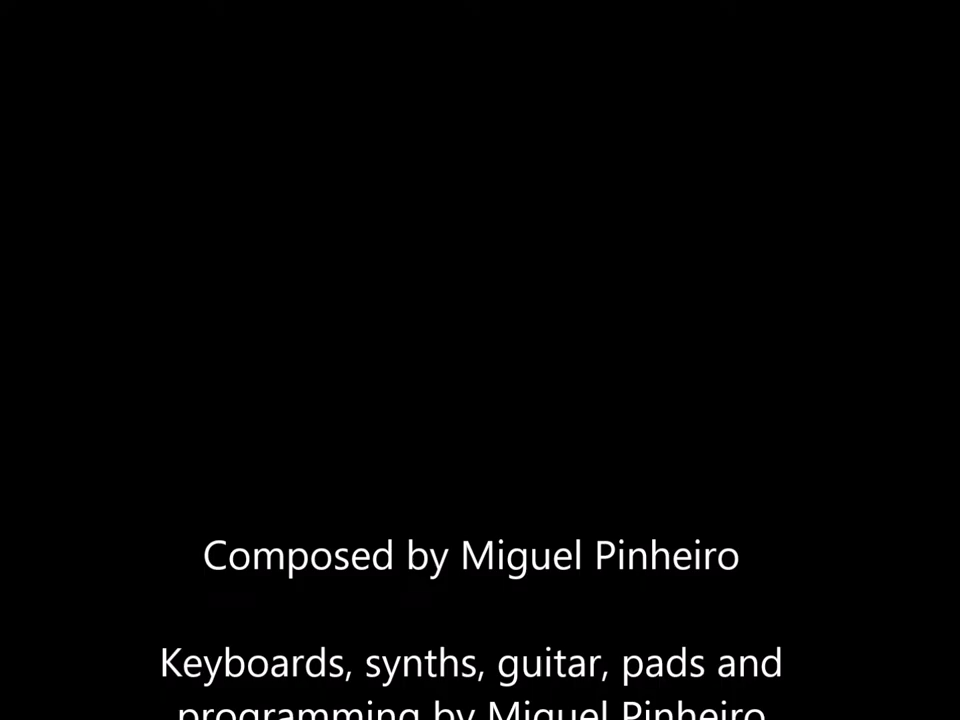 Composed by Miguel Pinheiro
Keyboards, synths, guitar, pads and
programming by Miguel Pinheiro